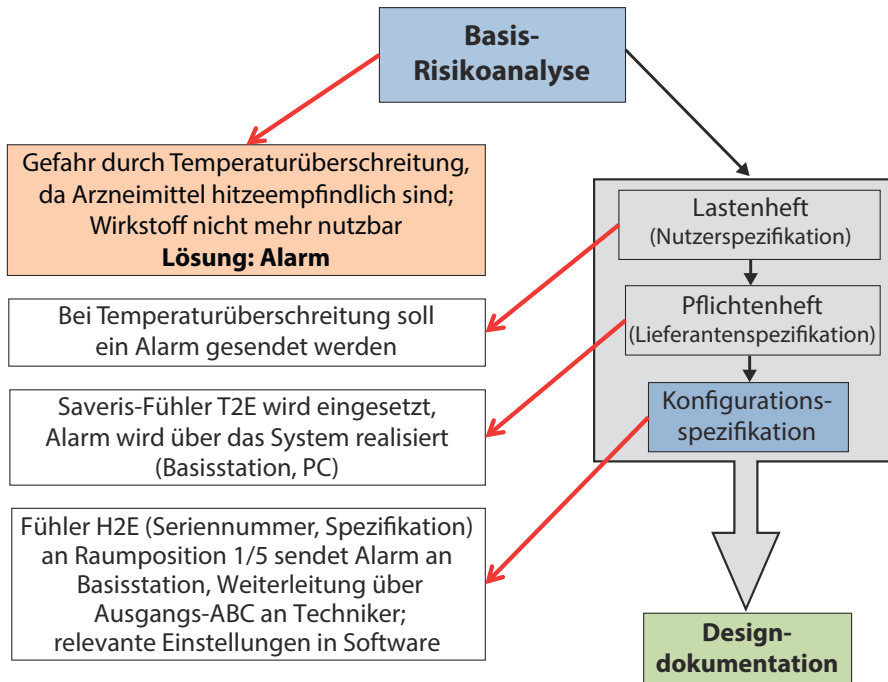 Basis-
Risikoanalyse
Gefahr durch Temperaturüberschreitung,
da Arzneimittel hitzeempfindlich sind;
Wirkstoff nicht mehr nutzbar
Lösung: Alarm
Bei Temperaturüberschreitung soll
ein Alarm gesendet werden
Saveris-Fühler T2E wird eingesetzt,
Alarm wird über das System realisiert
(Basisstation, PC)
Fühler H2E (Seriennummer, Spezifikation)
an Raumposition 1/5 sendet Alarm an
Basisstation, Weiterleitung über
Ausgangs-ABC an Techniker;
relevante Einstellungen in Software
Lastenheft
(Nutzerspezifikation)
Pflichtenheft
(Lieferantenspezifikation)
Konfigurations-
spezifikation
Design-
dokumentation